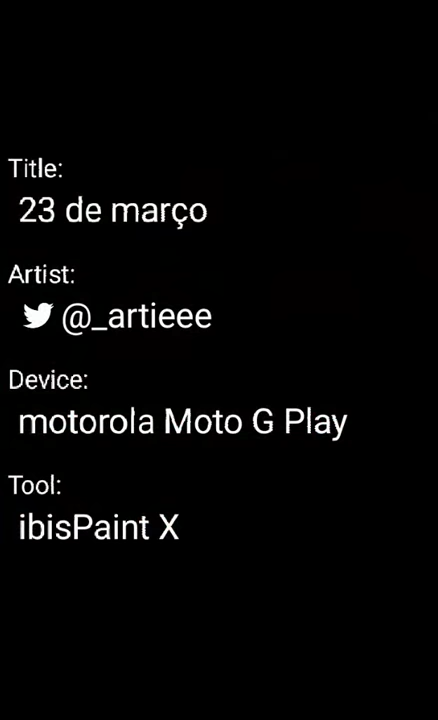 Title:
23 de março
Artist:
@_artieee
Device:
motorola Moto G Play
Tool:
ibisPaint X